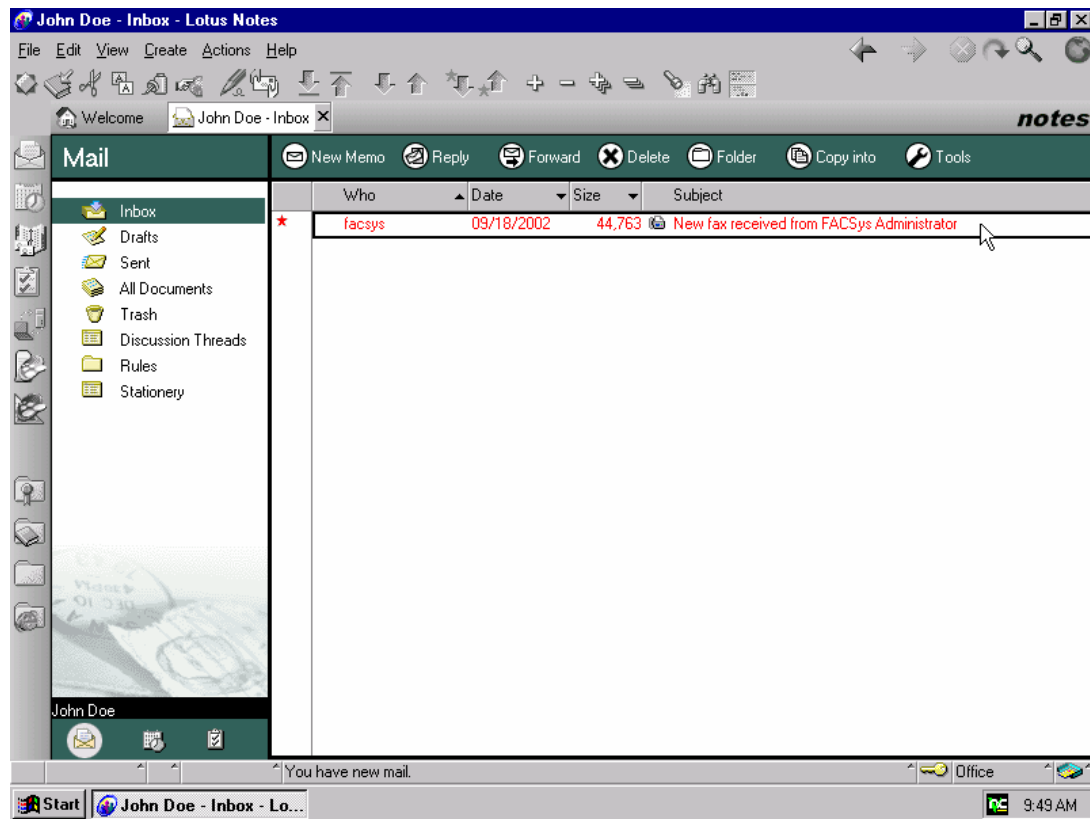 John Doe - Inbox - Lotus Notes
File Edit View Create Actions Help
Welcome John Doe - Inbox notes
Mail New Memo Reply Forward Delete Folder Copy into Tools
Who Date Size Subject
Inbox
facsys 09/18/2002 44,763 New fax received from FACSys Administrator
Drafts
Sent
All Documents
Trash
Discussion Threads
Rules
Stationery
John Doe
You have new mail. Office
Start John Doe - Inbox - Lo... 9:49 AM